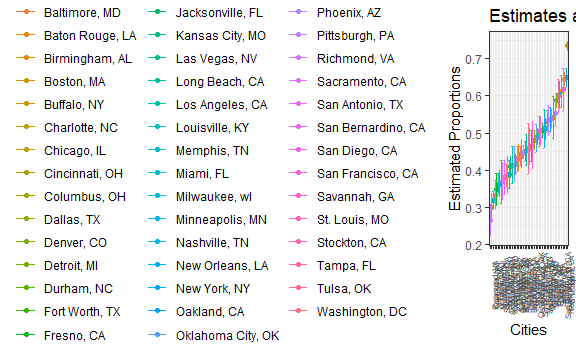 Baltimore, MD
Baton Rouge, LA
Birmingham, AL
Boston, MA
Buffalo, NY
Charlotte, NC
Chicago, IL
Cincinnati, OH
Columbus, OH
Dallas, TX
Denver, CO
Detroit, MI
Durham, NC
Fort Worth, TX
Fresno, CA
Jacksonville, FL
Kansas City, MO
Las Vegas, NV
Long Beach, CA
Los Angeles, CA
Louisville, KY
Memphis, TN
Miami, FL
Milwaukee, wI
Minneapolis, MN
Nashville, TN
New Orleans, LA
New York, NY
Oakland, CA
Oklahoma City, OK
Phoenix, AZ
Pittsburgh, PA
Richmond, VA
Sacramento, CA
San Antonio, TX
San Bernardino, CA
San Diego, CA
San Francisco, CA
Savannah, GA
St. Louis, MO
Stockton, CA
Tampa, FL
Tulsa, OK
Washington, DC
Estimates a
Estimated Proportions
0.7
0.6
0.5
0.4
0.3
0.2
Cities